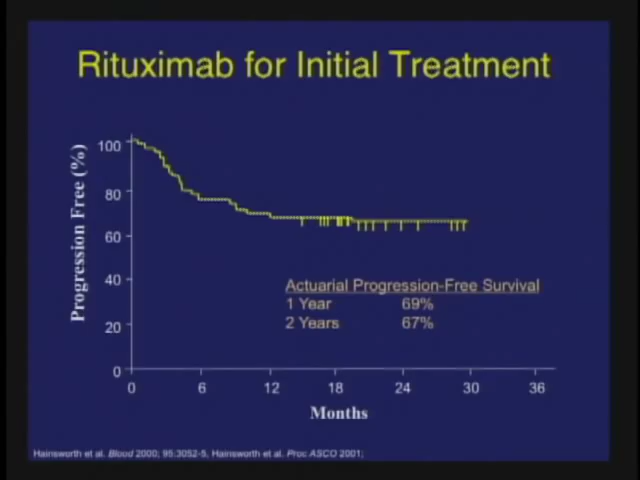 Rituximab for Initial Treatment
Progression Free (%)
100
80
60
40
20
0
Actuarial Progression-Free Survival
1 Year 69%
2 Years 67%
0 6 12 18 24 30 36
Months
Hainsworth et al. Blood 2000; 95:3052-5, Hainsworth et al. Proc ASCO 2001;